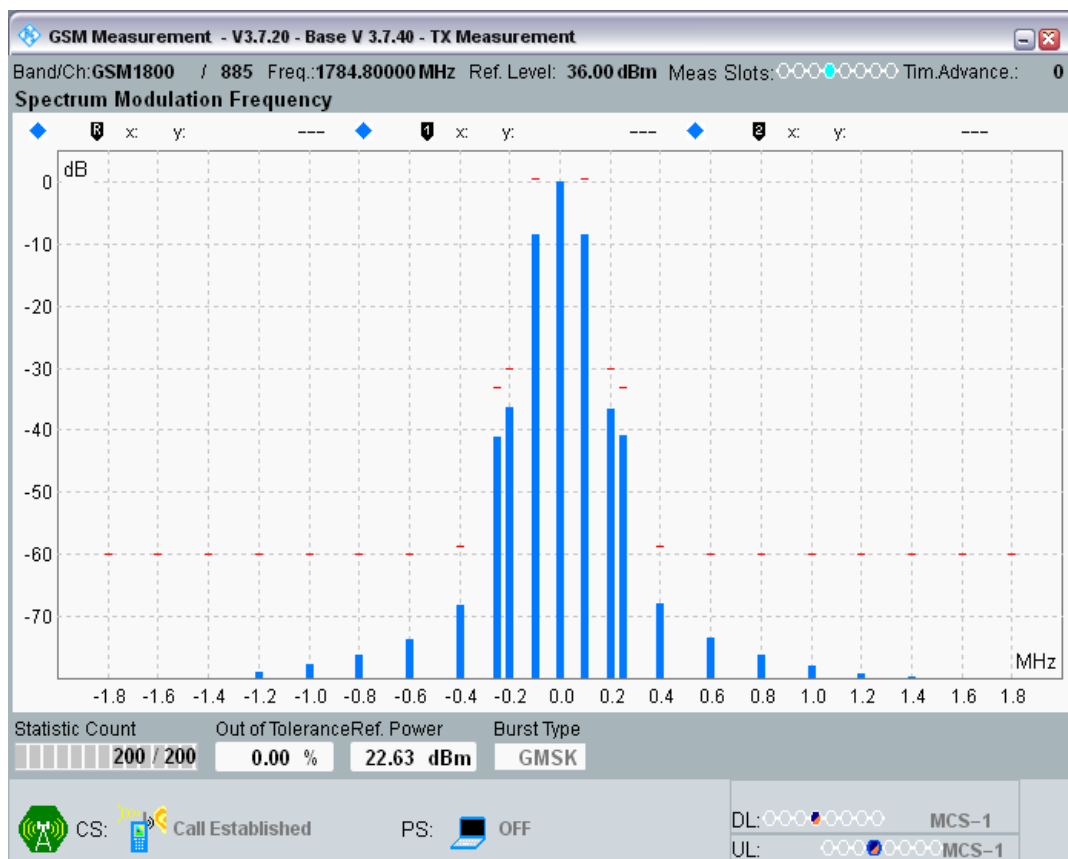 GSM Measurement - V3.7.20 - Base V 3.7.40 - TX Measurement
Band/Ch:GSM1800 / 885 Freq.:1784.80000 MHz Ref. Level: 36.00 dBm Meas Slots: Tim.Advance.: 0
Spectrum Modulation Frequency
R x: y: --- 1 x: y: --- 2 x: y: ---
dB
0
-10
-20
-30
-40
-50
-60
-70
MHz
-1.8 -1.6 -1.4 -1.2 -1.0 -0.8 -0.6 -0.4 -0.2 0.0 0.2 0.4 0.6 0.8 1.0 1.2 1.4 1.6 1.8
Statistic Count Out of Tolerance Ref. Power Burst Type
200 / 200 0.00 % 22.63 dBm GMSK
CS: Call Established PS: OFF DL: MCS-1
UL: MCS-1